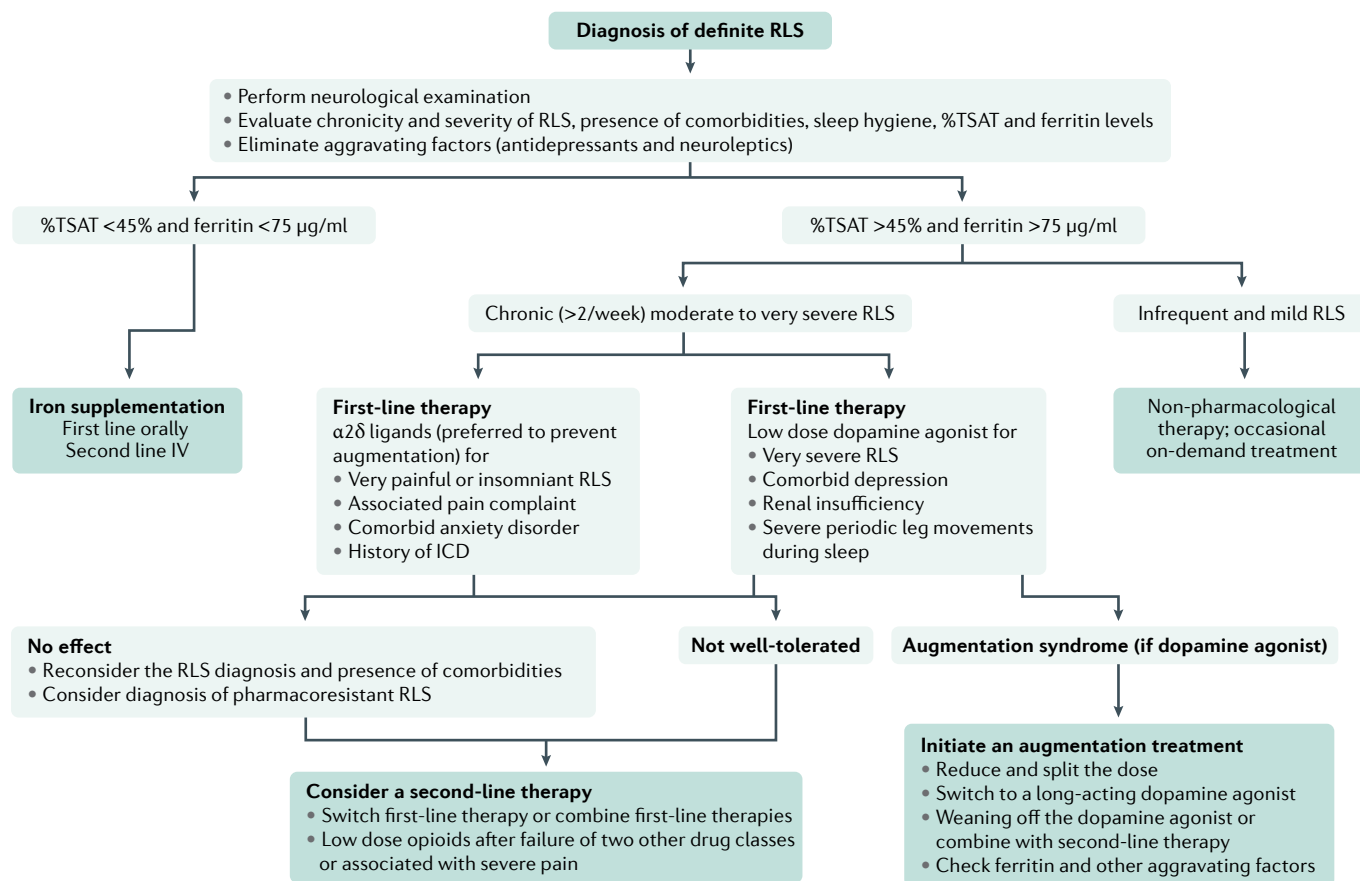 Diagnosis of definite RLS
• Perform neurological examination
• Evaluate chronicity and severity of RLS, presence of comorbidities, sleep hygiene, %TSAT and ferritin levels
• Eliminate aggravating factors (antidepressants and neuroleptics)
%TSAT <45% and ferritin <75 µg/ml
%TSAT >45% and ferritin >75 µg/ml
Chronic (>2/week) moderate to very severe RLS
Infrequent and mild RLS
Iron supplementation
First line orally
Second line IV
First-line therapy
α2δ ligands (preferred to prevent
augmentation) for
• Very painful or insomniant RLS
• Associated pain complaint
• Comorbid anxiety disorder
• History of ICD
First-line therapy
Low dose dopamine agonist for
• Very severe RLS
• Comorbid depression
• Renal insufficiency
• Severe periodic leg movements
during sleep
Non-pharmacological
therapy; occasional
on-demand treatment
No effect
• Reconsider the RLS diagnosis and presence of comorbidities
• Consider diagnosis of pharmacoresistant RLS
Not well-tolerated
Augmentation syndrome (if dopamine agonist)
Consider a second-line therapy
• Switch first-line therapy or combine first-line therapies
• Low dose opioids after failure of two other drug classes
or associated with severe pain
Initiate an augmentation treatment
• Reduce and split the dose
• Switch to a long-acting dopamine agonist
• Weaning off the dopamine agonist or
combine with second-line therapy
• Check ferritin and other aggravating factors